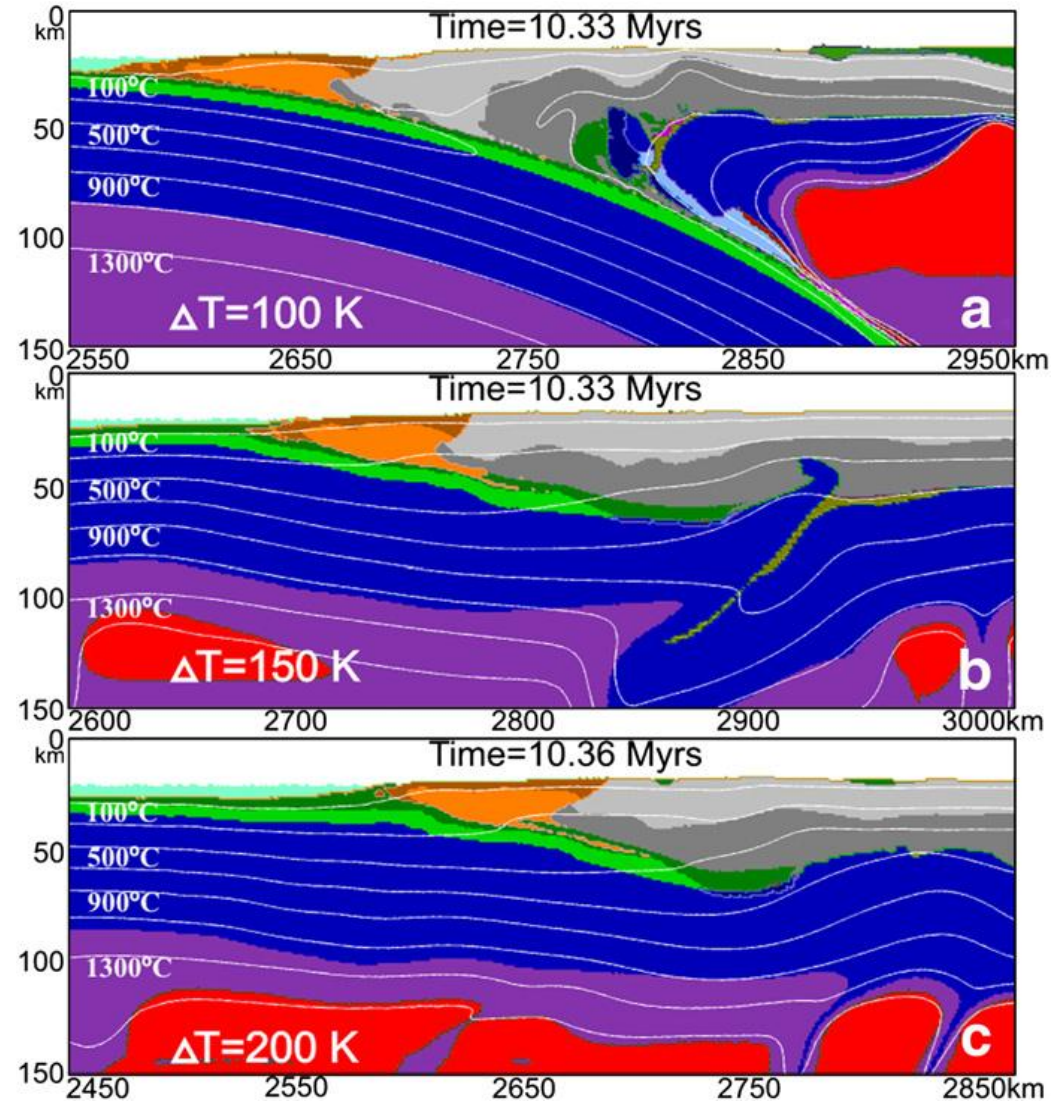 0
km
Time=10.33 Myrs
100°C
50
500°C
900°C
100
1300°C
ΔT=100 K
a
150
2550 2650 2750 2850 2950km
0
km
Time=10.33 Myrs
100°C
50
500°C
900°C
100
1300°C
ΔT=150 K
b
150
2600 2700 2800 2900 3000km
0
km
Time=10.36 Myrs
100°C
50
500°C
900°C
100
1300°C
ΔT=200 K
c
150
2450 2550 2650 2750 2850km